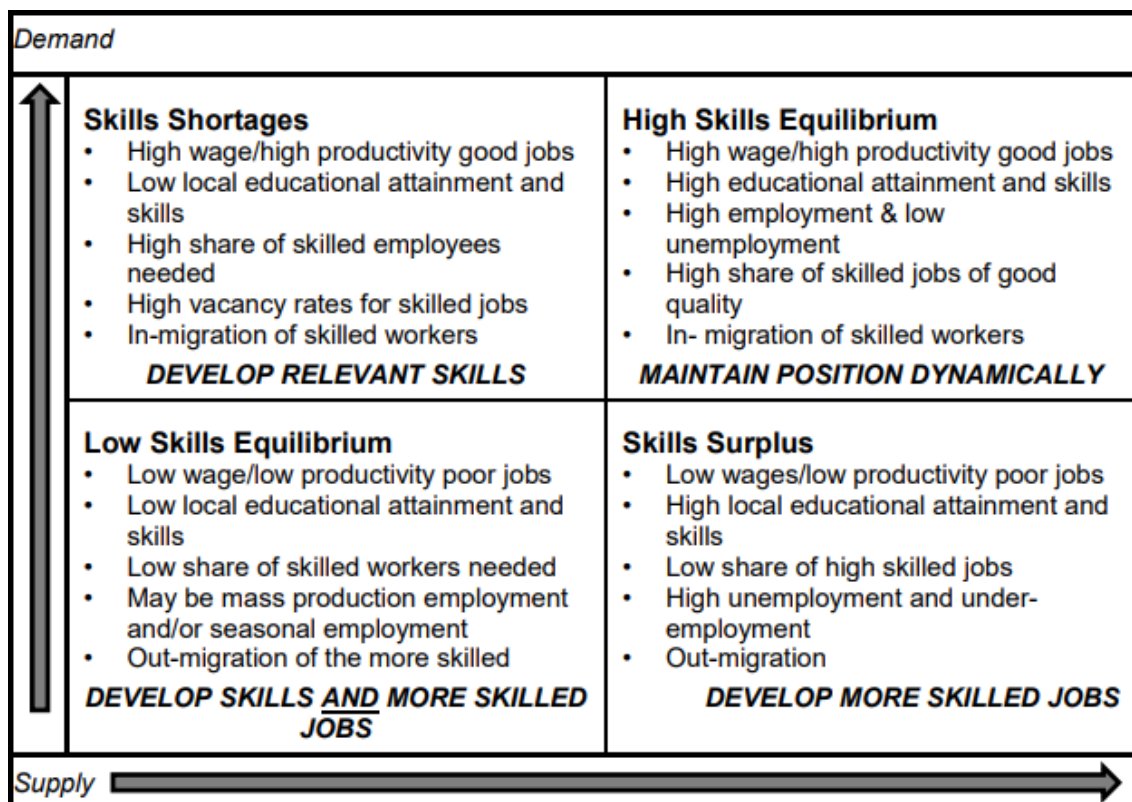 Demand
Skills Shortages
• High wage/high productivity good jobs
• Low local educational attainment and
skills
• High share of skilled employees
needed
• High vacancy rates for skilled jobs
• In-migration of skilled workers
DEVELOP RELEVANT SKILLS
High Skills Equilibrium
• High wage/high productivity good jobs
• High educational attainment and skills
• High employment & low
unemployment
• High share of skilled jobs of good
quality
• In- migration of skilled workers
MAINTAIN POSITION DYNAMICALLY
Low Skills Equilibrium
• Low wage/low productivity poor jobs
• Low local educational attainment and
skills
• Low share of skilled workers needed
• May be mass production employment
and/or seasonal employment
• Out-migration of the more skilled
DEVELOP SKILLS AND MORE SKILLED
JOBS
Skills Surplus
• Low wages/low productivity poor jobs
• High local educational attainment and
skills
• Low share of high skilled jobs
• High unemployment and under-
employment
• Out-migration
DEVELOP MORE SKILLED JOBS
Supply